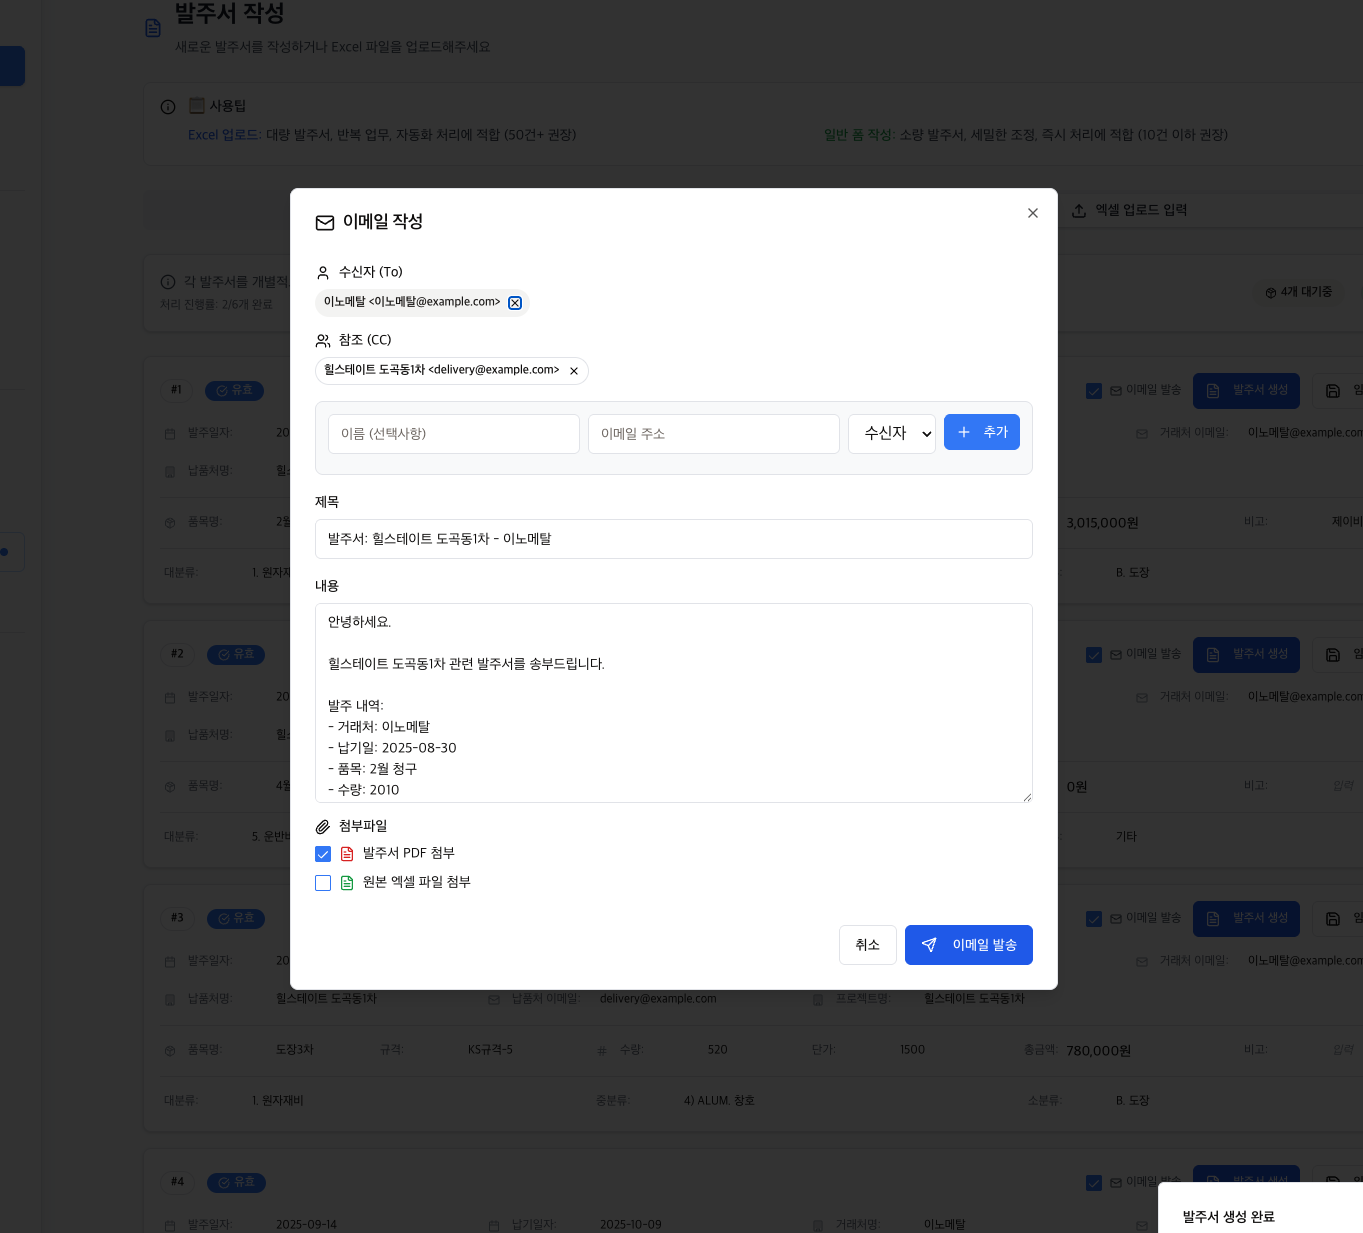 발주서 작성
새로운 발주서를 작성하거나 Excel 파일을 업로드해주세요
사용팁
Excel 업로드: 대량 발주서, 반복 업무, 자동화 처리에 적합 (50건+ 권장)
일반 폼 작성: 소량 발주서, 세밀한 조정, 즉시 처리에 적합 (10건 이하 권장)
엑셀 업로드 입력
각 발주서를 개별적
처리 진행률: 2/6개 완료
4개 대기중
이메일 작성
수신자 (To)
이노메탈 <이노메탈@example.com>
참조 (CC)
힐스테이트 도곡동1차 <delivery@example.com>
이름 (선택사항)
이메일 주소
수신자
추가
제목
발주서: 힐스테이트 도곡동1차 - 이노메탈
내용
안녕하세요.
힐스테이트 도곡동1차 관련 발주서를 송부드립니다.
발주 내역:
- 거래처: 이노메탈
- 납기일: 2025-08-30
- 품목: 2월 청구
- 수량: 2010
첨부파일
발주서 PDF 첨부
원본 엑셀 파일 첨부
취소
이메일 발송
#1 유효
이메일 발송 발주서 생성
발주일자: 20
거래처 이메일: 이노메탈@example.com
납품처명: 힐
품목명: 2월
3,015,000원 비고: 제이비
대분류: 1. 원자재
B. 도장
#2 유효
이메일 발송 발주서 생성
발주일자: 20
거래처 이메일: 이노메탈@example.com
납품처명: 힐
품목명: 4월
0원 비고: 입력
대분류: 5. 운반비
기타
#3 유효
이메일 발송 발주서 생성
발주일자: 20
거래처 이메일: 이노메탈@example.com
납품처명: 힐스테이트 도곡동1차 납품처 이메일: delivery@example.com 프로젝트명: 힐스테이트 도곡동1차
품목명: 도장3차 규격: KS규격-5 수량: 520 단가: 1500 총금액: 780,000원 비고: 입력
대분류: 1. 원자재비 중분류: 4) ALUM. 창호 소분류: B. 도장
#4 유효
이메일 발송 발주서 생성
발주일자: 2025-09-14 납기일자: 2025-10-09 거래처명: 이노메탈
발주서 생성 완료